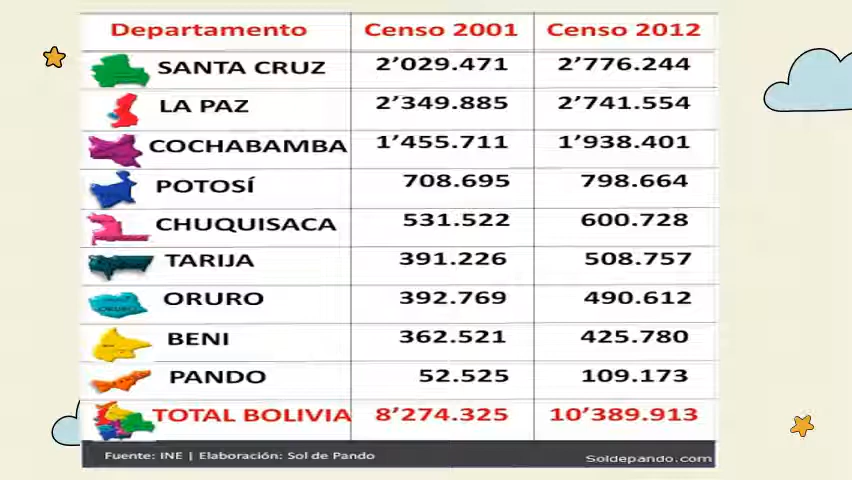 Departamento Censo 2001 Censo 2012
SANTA CRUZ 2’029.471 2’776.244
LA PAZ 2’349.885 2’741.554
COCHABAMBA 1’455.711 1’938.401
POTOSÍ 708.695 798.664
CHUQUISACA 531.522 600.728
TARIJA 391.226 508.757
ORURO 392.769 490.612
BENI 362.521 425.780
PANDO 52.525 109.173
TOTAL BOLIVIA 8’274.325 10’389.913
Fuente: INE | Elaboración: Sol de Pando Soldepando.com